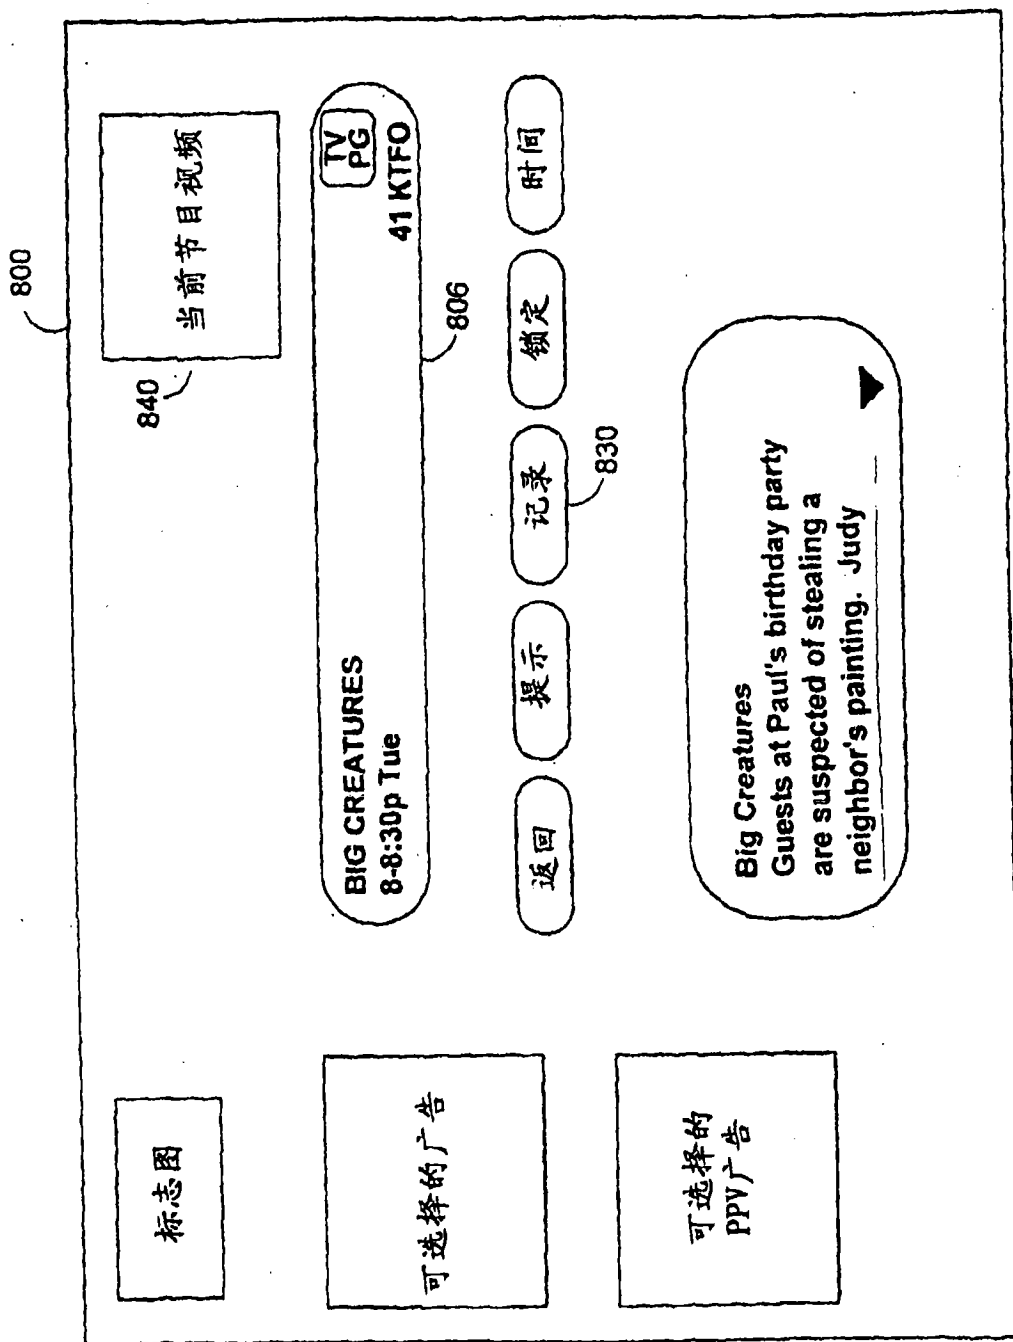 800
标志图
840
当前节目视频
BIG CREATURES
8-8:30p Tue
TV
PG
41 KTFO
806
可选择的广告
返回
提示
记录
锁定
时间
830
可选择的
PPV广告
Big Creatures
Guests at Paul's birthday party
are suspected of stealing a
neighbor's painting. Judy